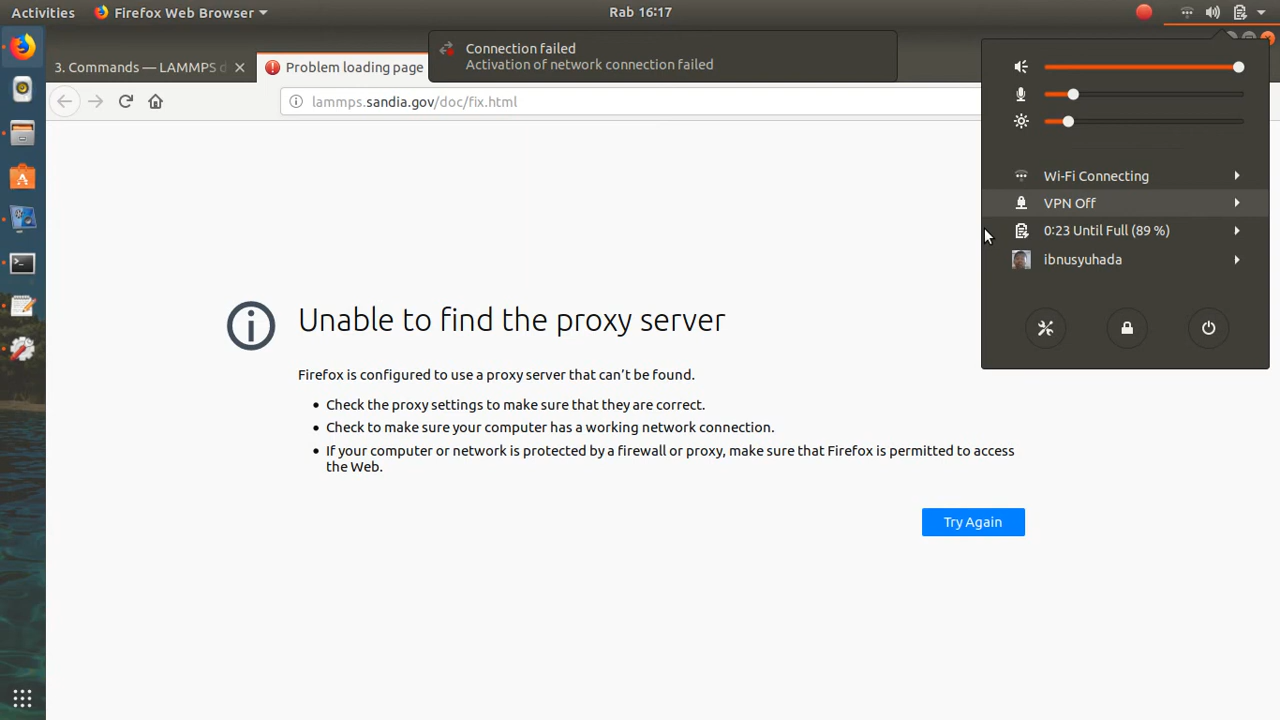 Activities
Firefox Web Browser
Rab 16:17
3. Commands — LAMMPS d
Problem loading page
Connection failed
Activation of network connection failed
lammps.sandia.gov/doc/fix.html
Wi-Fi Connecting
VPN Off
0:23 Until Full (89 %)
ibnusyuhada
Unable to find the proxy server
Firefox is configured to use a proxy server that can't be found.
Check the proxy settings to make sure that they are correct.
Check to make sure your computer has a working network connection.
If your computer or network is protected by a firewall or proxy, make sure that Firefox is permitted to access
the Web.
Try Again